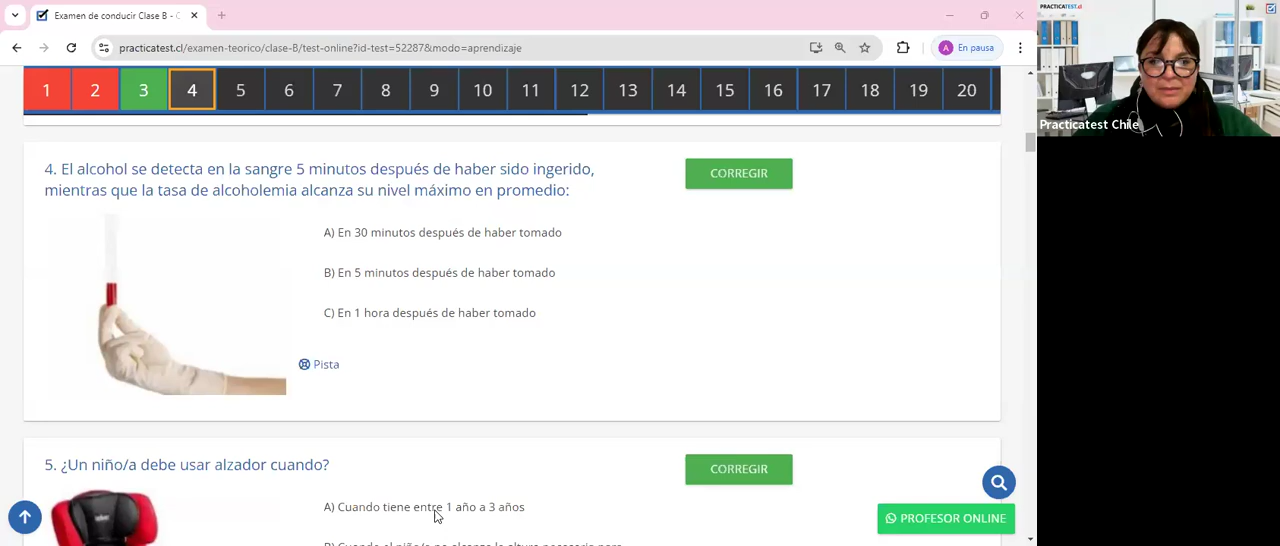 Examen de conducir Clase B - C
practicatest.cl/examen-teorico/clase-B/test-online?id-test=52287&modo=aprendizaje
A En pausa
1 2 3 4 5 6 7 8 9 10 11 12 13 14 15 16 17 18 19 20
4. El alcohol se detecta en la sangre 5 minutos después de haber sido ingerido,
mientras que la tasa de alcoholemia alcanza su nivel máximo en promedio:
CORREGIR
A) En 30 minutos después de haber tomado
B) En 5 minutos después de haber tomado
C) En 1 hora después de haber tomado
Pista
5. ¿Un niño/a debe usar alzador cuando?
CORREGIR
A) Cuando tiene entre 1 año a 3 años
PROFESOR ONLINE
PRACTICATEST.CL
Practicatest Chile